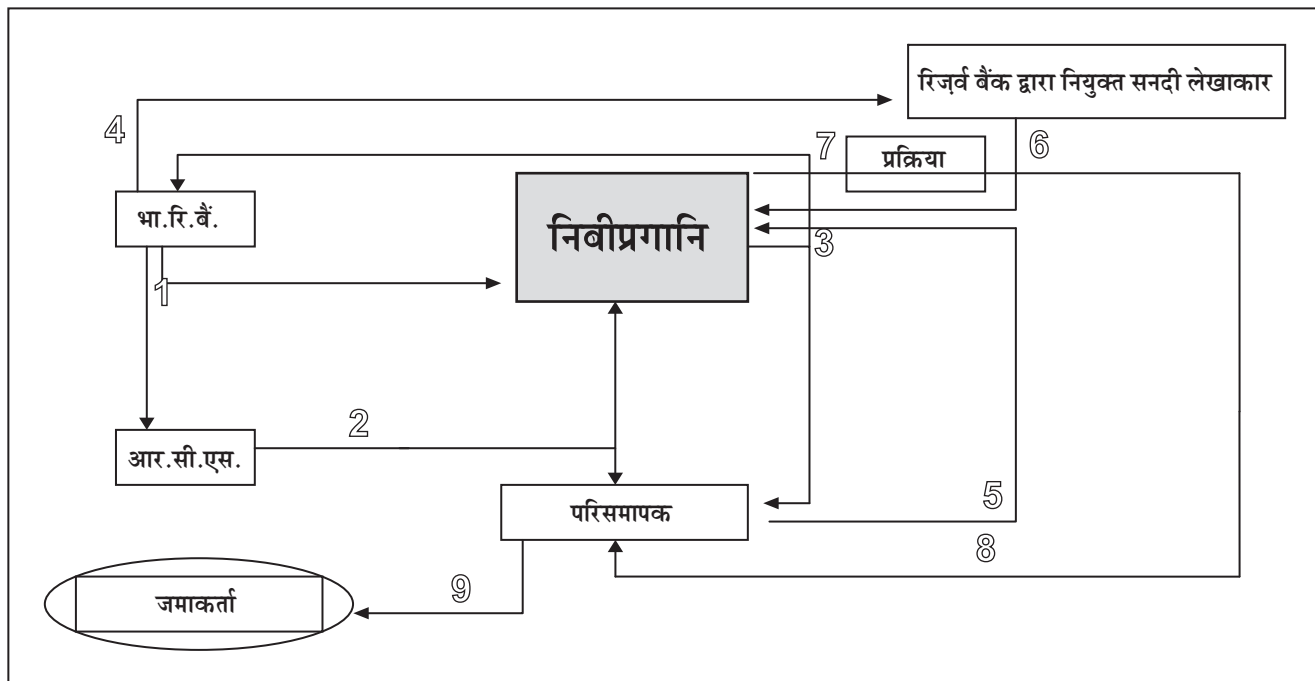 रिज़र्व बैंक द्वारा नियुक्त सनदी लेखाकार
4
7
6
प्रक्रिया
भा.रि.बैं.
निबीप्रगानि
3
1
2
आर.सी.एस.
5
परिसमापक
8
9
जमाकर्ता